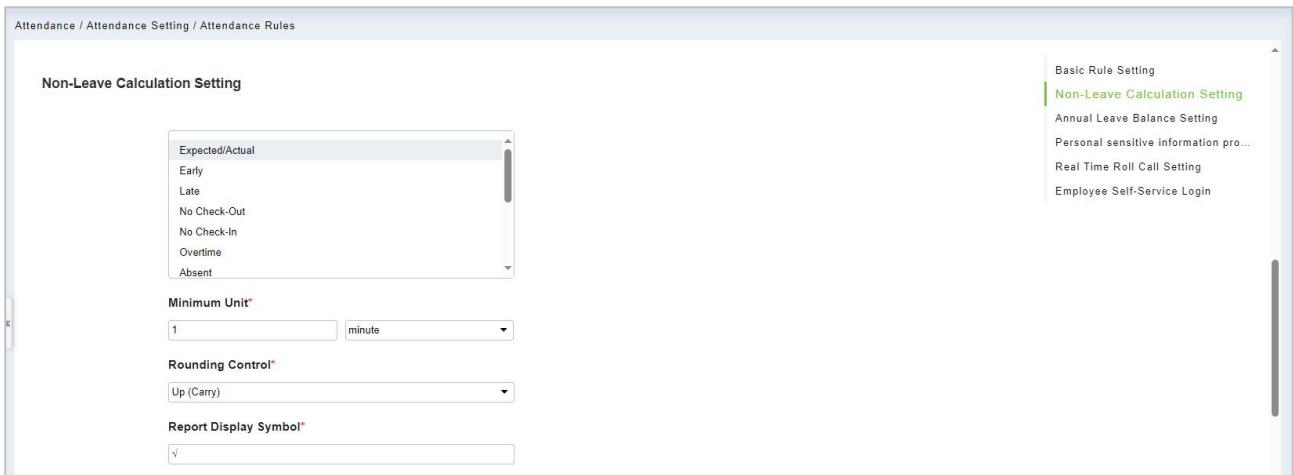 Attendance / Attendance Setting / Attendance Rules
Non-Leave Calculation Setting
Expected/Actual
Early
Late
No Check-Out
No Check-In
Overtime
Absent
Minimum Unit*
1 minute
Rounding Control*
Up (Carry)
Report Display Symbol*
√
Basic Rule Setting
Non-Leave Calculation Setting
Annual Leave Balance Setting
Personal sensitive information pro...
Real Time Roll Call Setting
Employee Self-Service Login